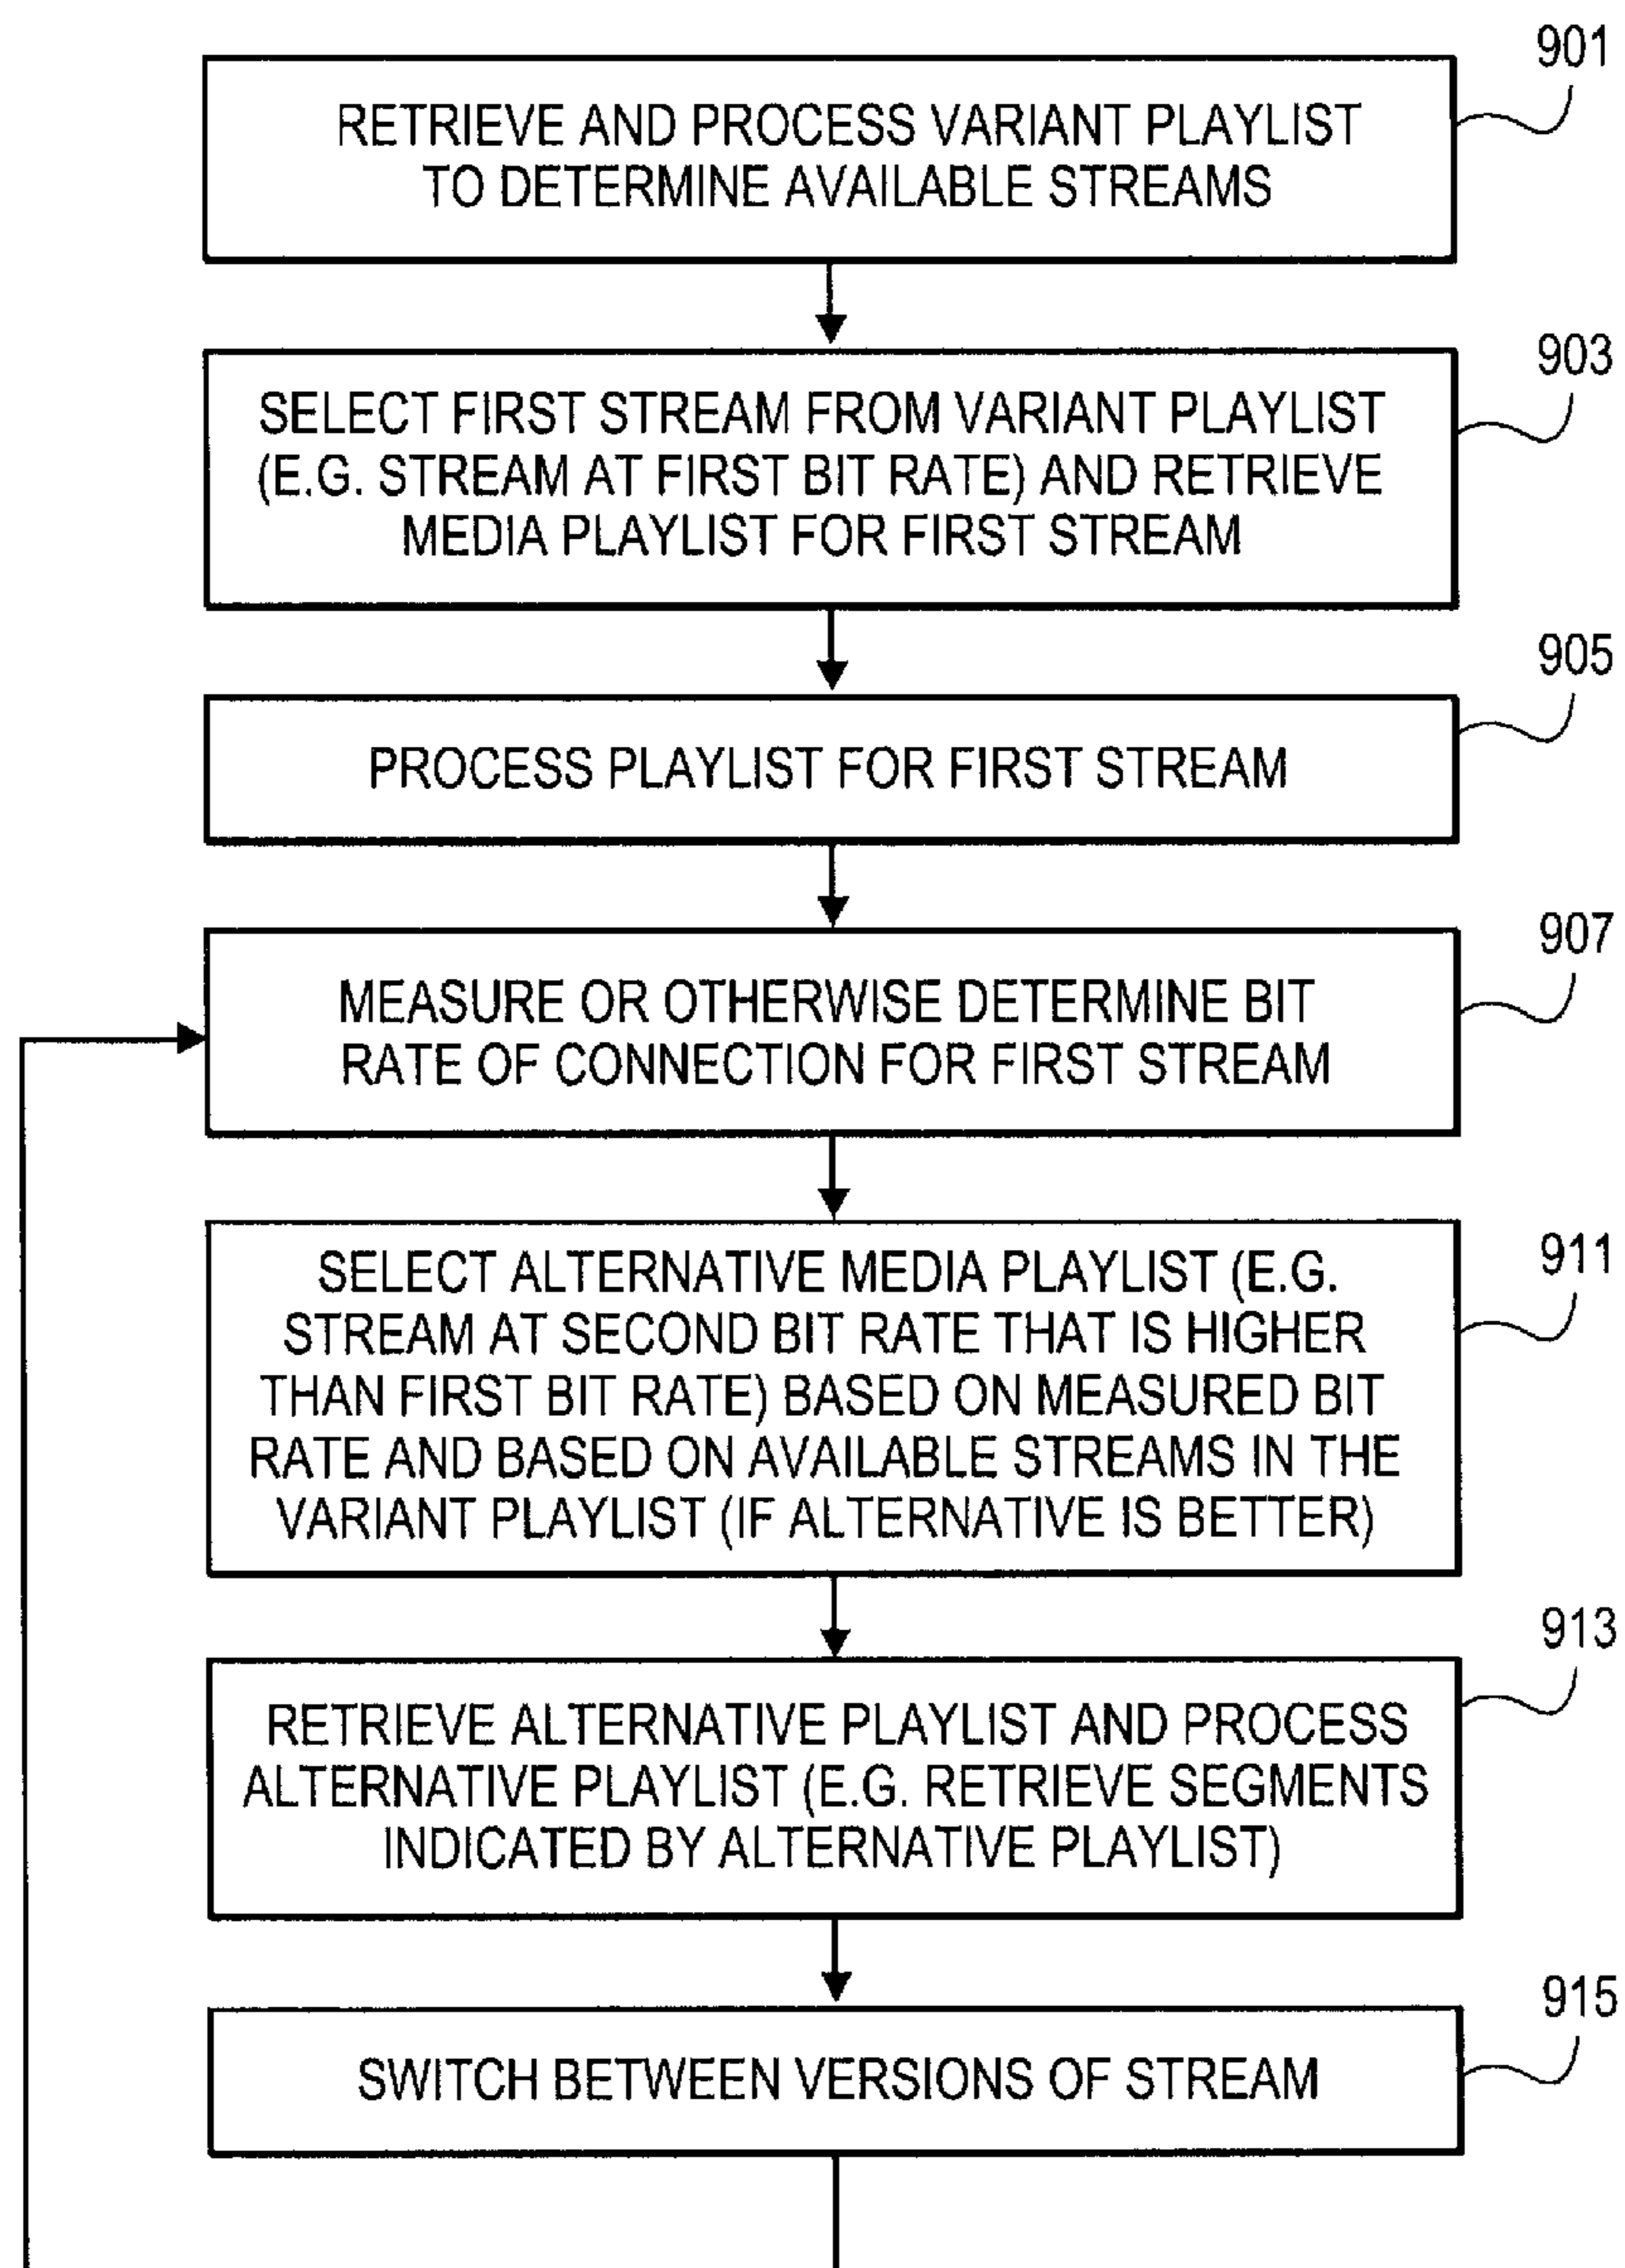 901
RETRIEVE AND PROCESS VARIANT PLAYLIST
TO DETERMINE AVAILABLE STREAMS
903
SELECT FIRST STREAM FROM VARIANT PLAYLIST
(E.G. STREAM AT FIRST BIT RATE) AND RETRIEVE
MEDIA PLAYLIST FOR FIRST STREAM
905
PROCESS PLAYLIST FOR FIRST STREAM
907
MEASURE OR OTHERWISE DETERMINE BIT
RATE OF CONNECTION FOR FIRST STREAM
911
SELECT ALTERNATIVE MEDIA PLAYLIST (E.G.
STREAM AT SECOND BIT RATE THAT IS HIGHER
THAN FIRST BIT RATE) BASED ON MEASURED BIT
RATE AND BASED ON AVAILABLE STREAMS IN THE
VARIANT PLAYLIST (IF ALTERNATIVE IS BETTER)
913
RETRIEVE ALTERNATIVE PLAYLIST AND PROCESS
ALTERNATIVE PLAYLIST (E.G. RETRIEVE SEGMENTS
INDICATED BY ALTERNATIVE PLAYLIST)
915
SWITCH BETWEEN VERSIONS OF STREAM